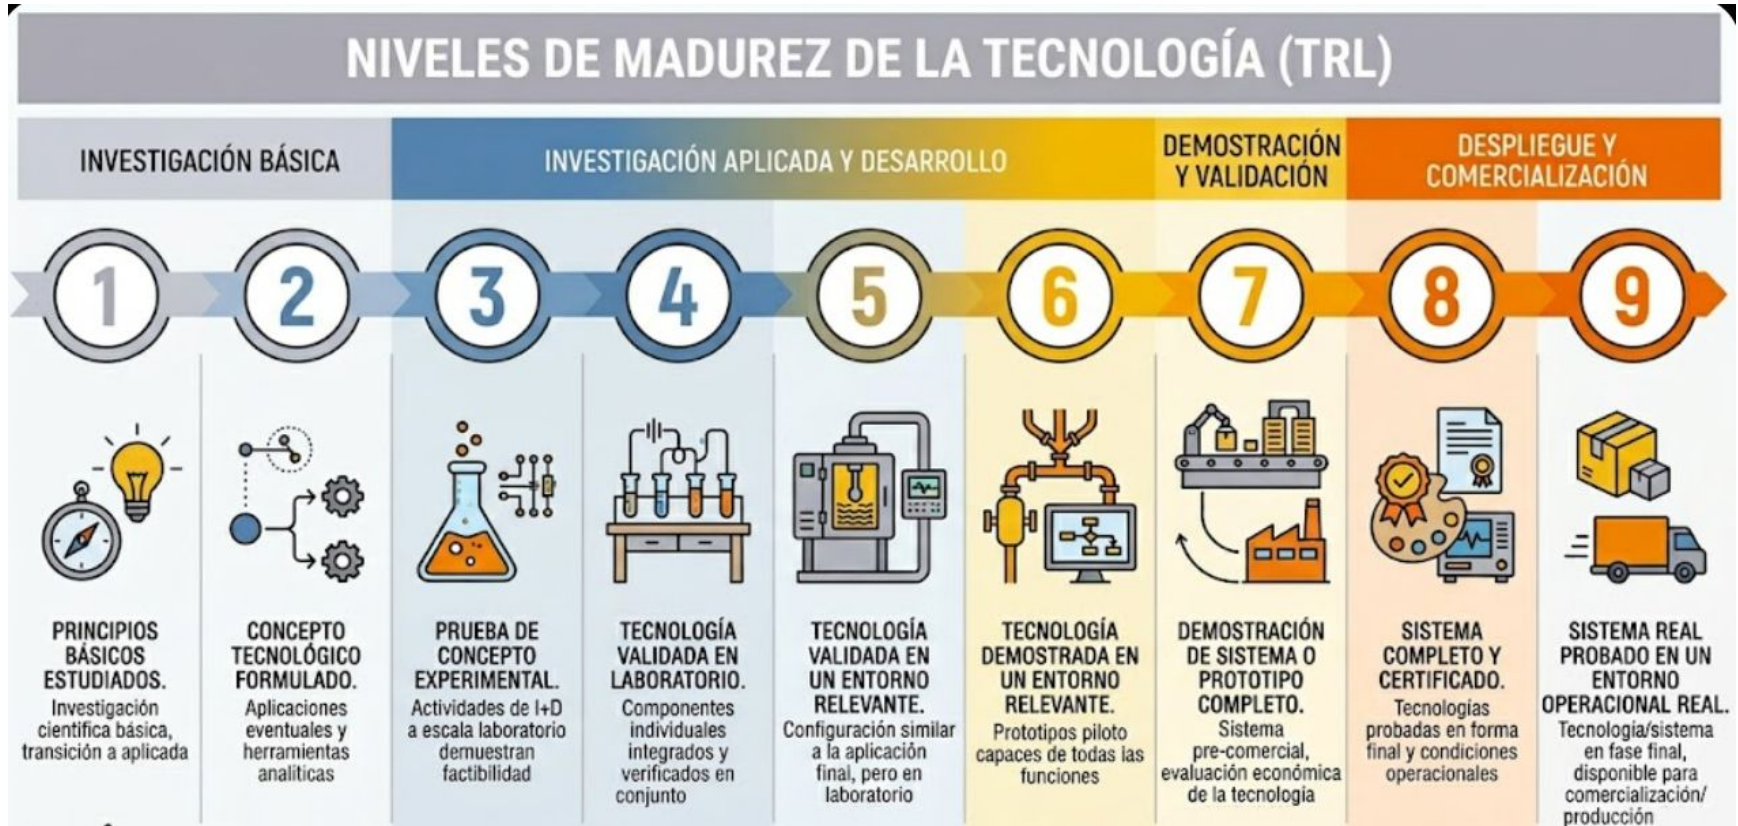 NIVELES DE MADUREZ DE LA TECNOLOGÍA (TRL)
INVESTIGACIÓN BÁSICA
INVESTIGACIÓN APLICADA Y DESARROLLO
DEMOSTRACIÓN
Y VALIDACIÓN
DESPLIEGUE Y
COMERCIALIZACIÓN
1
2
3
4
5
6
7
8
9
PRINCIPIOS
BÁSICOS
ESTUDIADOS.
Investigación
científica básica,
transición a aplicada
CONCEPTO
TECNOLÓGICO
FORMULADO.
Aplicaciones
eventuales y
herramientas
analíticas
PRUEBA DE
CONCEPTO
EXPERIMENTAL.
Actividades de I+D
a escala laboratorio
demuestran
factibilidad
TECNOLOGÍA
VALIDADA EN
LABORATORIO.
Componentes
individuales
integrados y
verificados en
conjunto
TECNOLOGÍA
VALIDADA EN
UN ENTORNO
RELEVANTE.
Configuración similar
a la aplicación
final, pero en
laboratorio
TECNOLOGÍA
DEMOSTRADA EN
UN ENTORNO
RELEVANTE.
Prototipos piloto
capaces de todas las
funciones
DEMOSTRACIÓN
DE SISTEMA O
PROTOTIPO
COMPLETO.
Sistema
pre-comercial,
evaluación económica
de la tecnología
SISTEMA
COMPLETO Y
CERTIFICADO.
Tecnologías
probadas en forma
final y condiciones
operacionales
SISTEMA REAL
PROBADO EN UN
ENTORNO
OPERACIONAL REAL.
Tecnología/sistema
en fase final,
disponible para
comercialización/
producción